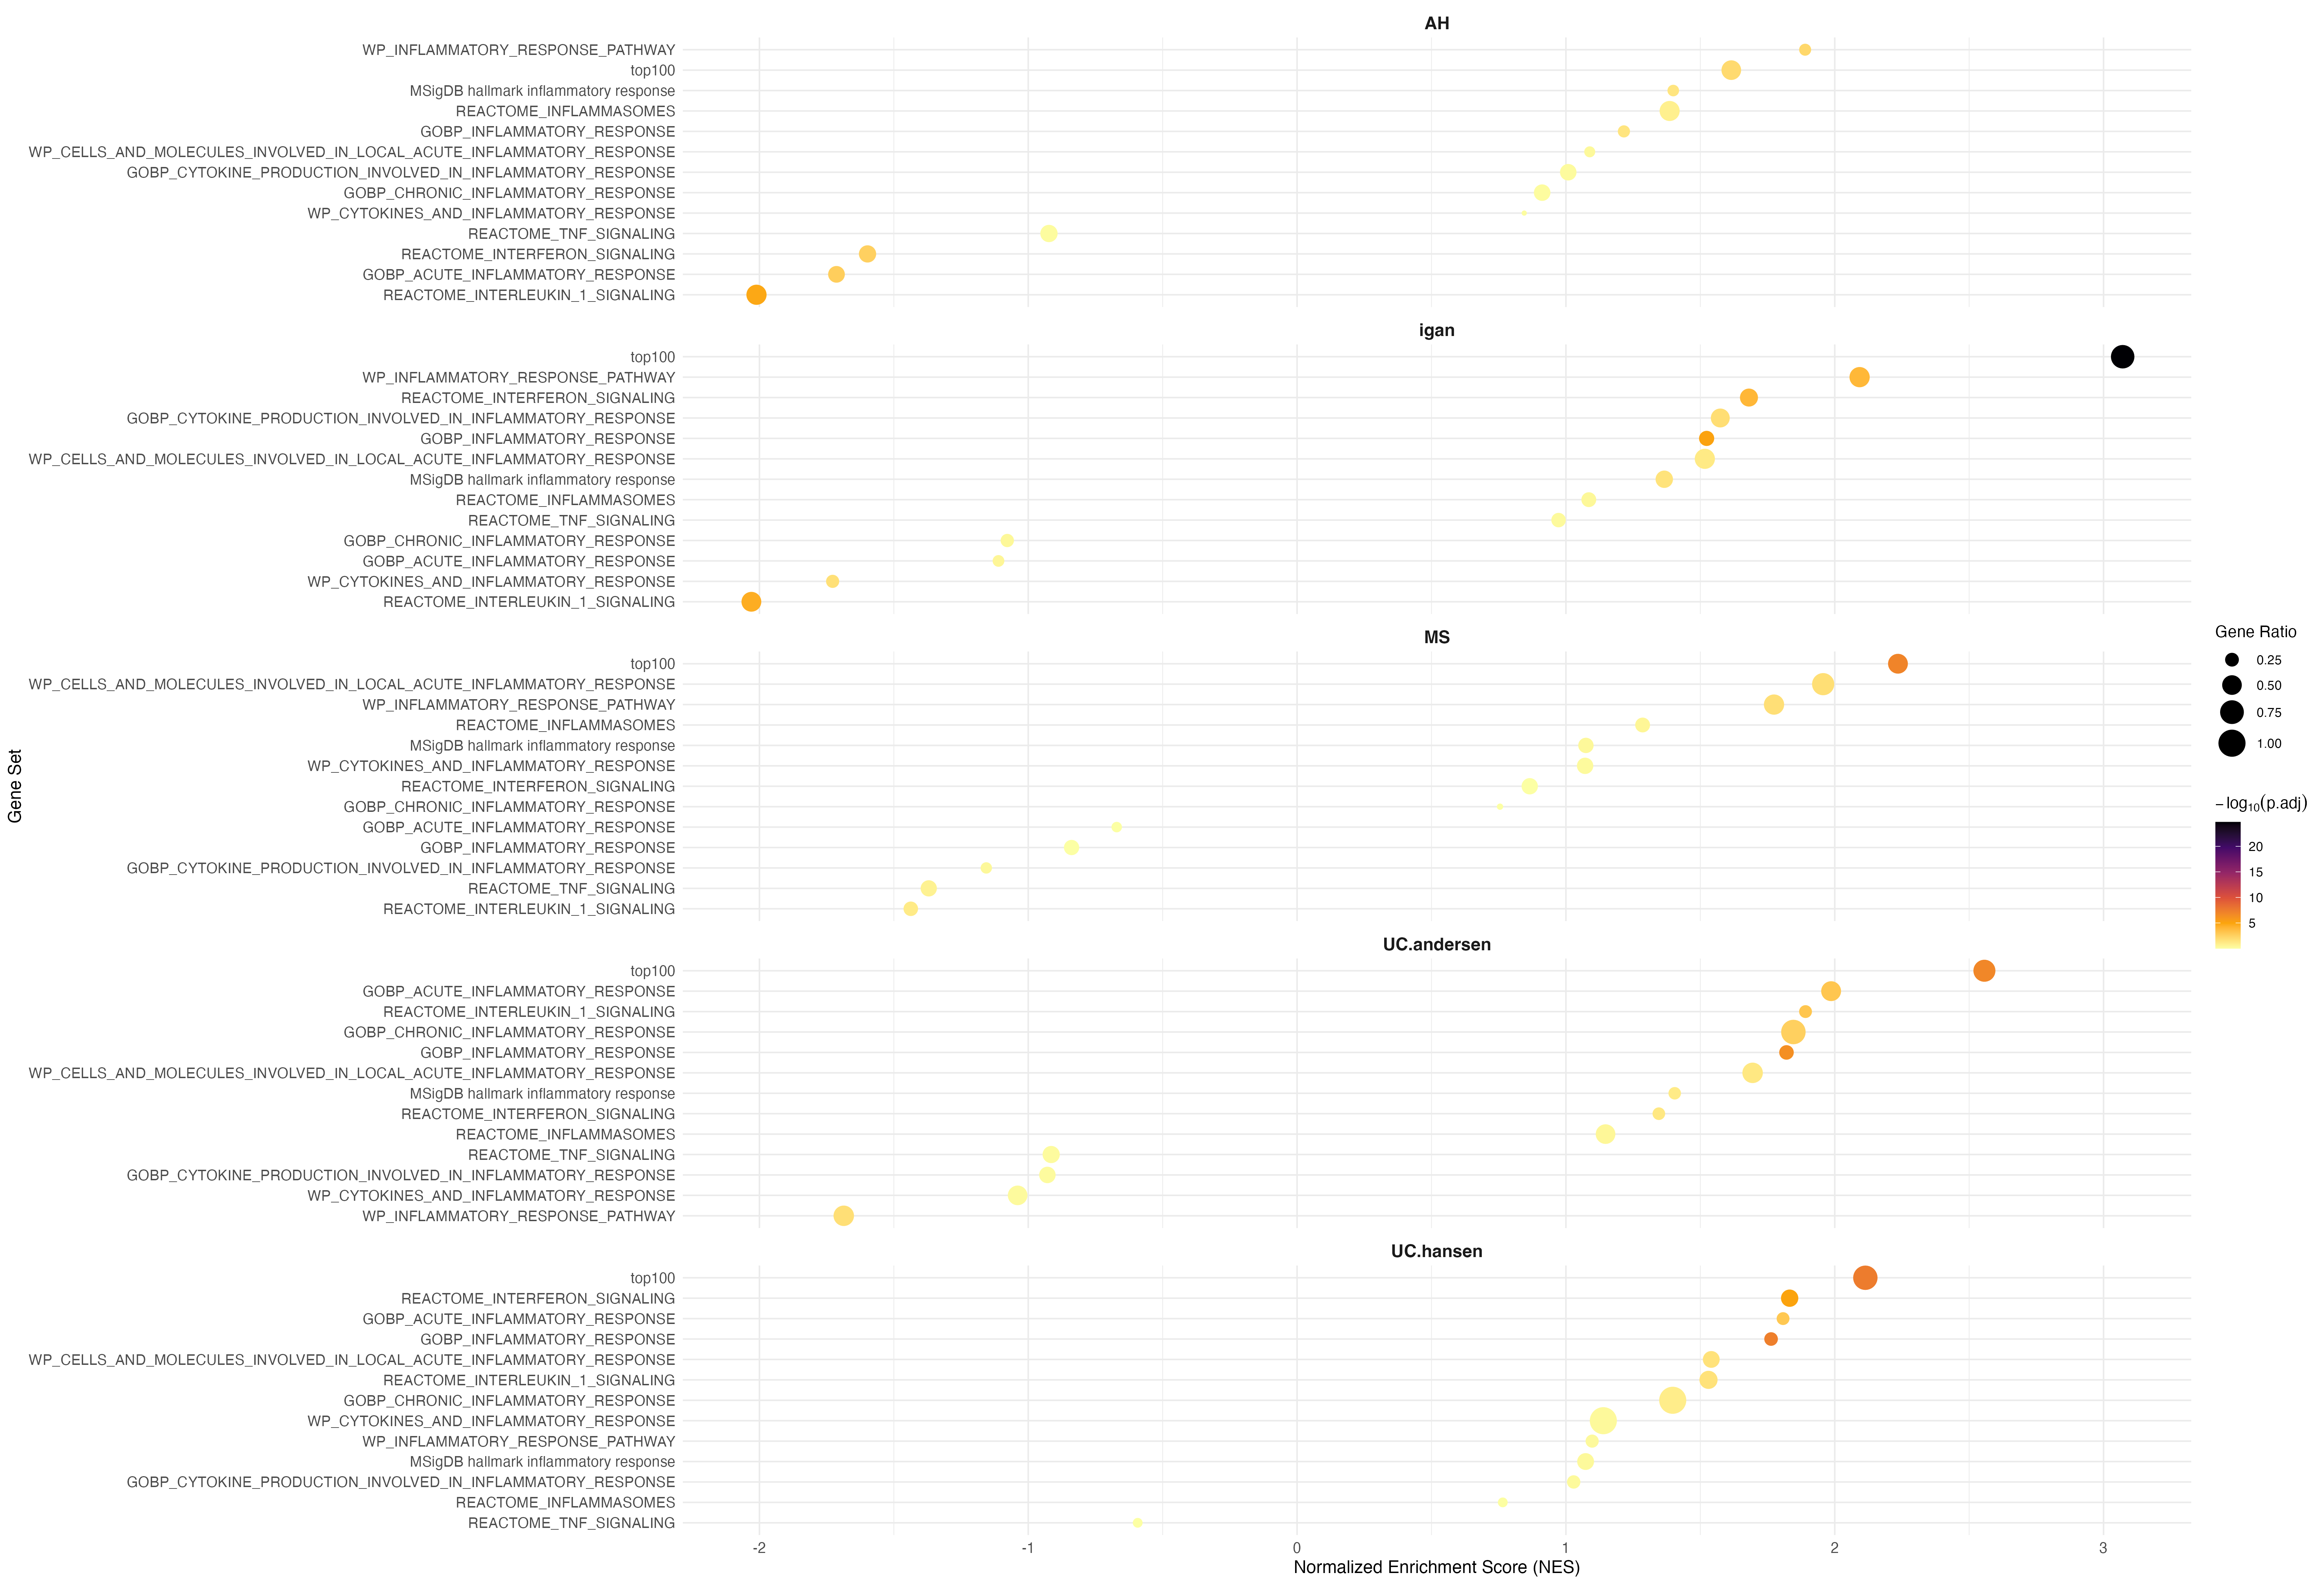 AH
WP_INFLAMMATORY_RESPONSE_PATHWAY
top100
MSigDB hallmark inflammatory response
REACTOME_INFLAMMASOMES
GOBP_INFLAMMATORY_RESPONSE
WP_CELLS_AND_MOLECULES_INVOLVED_IN_LOCAL_ACUTE_INFLAMMATORY_RESPONSE
GOBP_CYTOKINE_PRODUCTION_INVOLVED_IN_INFLAMMATORY_RESPONSE
GOBP_CHRONIC_INFLAMMATORY_RESPONSE
WP_CYTOKINES_AND_INFLAMMATORY_RESPONSE
REACTOME_TNF_SIGNALING
REACTOME_INTERFERON_SIGNALING
GOBP_ACUTE_INFLAMMATORY_RESPONSE
REACTOME_INTERLEUKIN_1_SIGNALING
igan
top100
WP_INFLAMMATORY_RESPONSE_PATHWAY
REACTOME_INTERFERON_SIGNALING
GOBP_CYTOKINE_PRODUCTION_INVOLVED_IN_INFLAMMATORY_RESPONSE
GOBP_INFLAMMATORY_RESPONSE
WP_CELLS_AND_MOLECULES_INVOLVED_IN_LOCAL_ACUTE_INFLAMMATORY_RESPONSE
MSigDB hallmark inflammatory response
REACTOME_INFLAMMASOMES
REACTOME_TNF_SIGNALING
GOBP_CHRONIC_INFLAMMATORY_RESPONSE
GOBP_ACUTE_INFLAMMATORY_RESPONSE
WP_CYTOKINES_AND_INFLAMMATORY_RESPONSE
REACTOME_INTERLEUKIN_1_SIGNALING
MS
top100
WP_CELLS_AND_MOLECULES_INVOLVED_IN_LOCAL_ACUTE_INFLAMMATORY_RESPONSE
WP_INFLAMMATORY_RESPONSE_PATHWAY
REACTOME_INFLAMMASOMES
MSigDB hallmark inflammatory response
WP_CYTOKINES_AND_INFLAMMATORY_RESPONSE
REACTOME_INTERFERON_SIGNALING
GOBP_CHRONIC_INFLAMMATORY_RESPONSE
GOBP_ACUTE_INFLAMMATORY_RESPONSE
GOBP_INFLAMMATORY_RESPONSE
GOBP_CYTOKINE_PRODUCTION_INVOLVED_IN_INFLAMMATORY_RESPONSE
REACTOME_TNF_SIGNALING
REACTOME_INTERLEUKIN_1_SIGNALING
UC.andersen
top100
GOBP_ACUTE_INFLAMMATORY_RESPONSE
REACTOME_INTERLEUKIN_1_SIGNALING
GOBP_CHRONIC_INFLAMMATORY_RESPONSE
GOBP_INFLAMMATORY_RESPONSE
WP_CELLS_AND_MOLECULES_INVOLVED_IN_LOCAL_ACUTE_INFLAMMATORY_RESPONSE
MSigDB hallmark inflammatory response
REACTOME_INTERFERON_SIGNALING
REACTOME_INFLAMMASOMES
REACTOME_TNF_SIGNALING
GOBP_CYTOKINE_PRODUCTION_INVOLVED_IN_INFLAMMATORY_RESPONSE
WP_CYTOKINES_AND_INFLAMMATORY_RESPONSE
WP_INFLAMMATORY_RESPONSE_PATHWAY
UC.hansen
top100
REACTOME_INTERFERON_SIGNALING
GOBP_ACUTE_INFLAMMATORY_RESPONSE
GOBP_INFLAMMATORY_RESPONSE
WP_CELLS_AND_MOLECULES_INVOLVED_IN_LOCAL_ACUTE_INFLAMMATORY_RESPONSE
REACTOME_INTERLEUKIN_1_SIGNALING
GOBP_CHRONIC_INFLAMMATORY_RESPONSE
WP_CYTOKINES_AND_INFLAMMATORY_RESPONSE
WP_INFLAMMATORY_RESPONSE_PATHWAY
MSigDB hallmark inflammatory response
GOBP_CYTOKINE_PRODUCTION_INVOLVED_IN_INFLAMMATORY_RESPONSE
REACTOME_INFLAMMASOMES
REACTOME_TNF_SIGNALING
-2 -1 0 1 2 3
Normalized Enrichment Score (NES)
Gene Set
Gene Ratio
0.25
0.50
0.75
1.00
−log₁₀(p.adj)
20
15
10
5